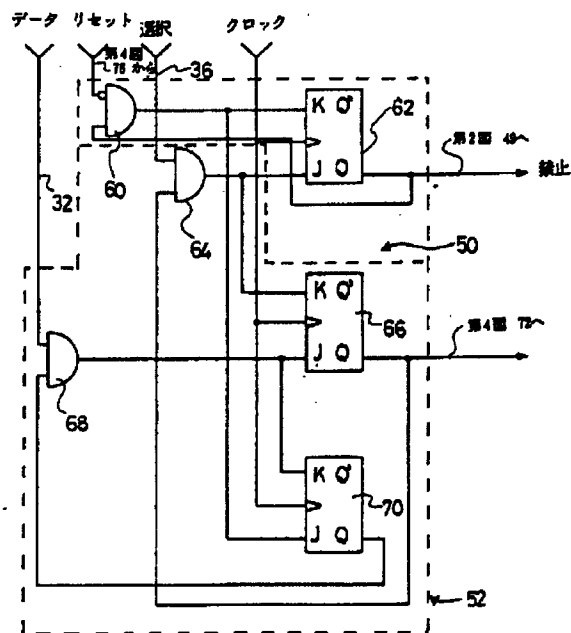 データ
リセット
選択
クロック
第4図
76から
36
K Q'
62
J Q
60
第2図 49へ
禁止
32
64
50
K Q'
66
J Q
第4図 72へ
68
K Q'
70
J Q
52